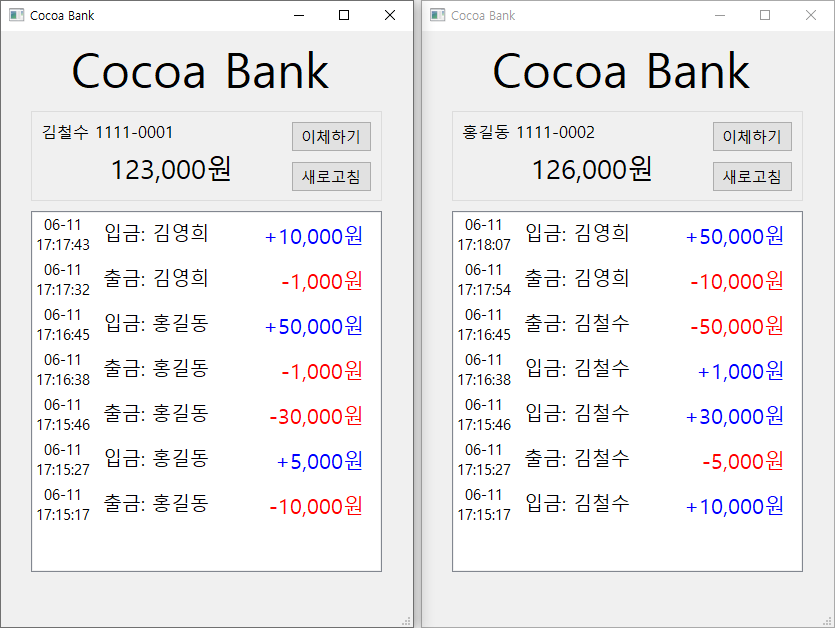 Cocoa Bank
Cocoa Bank
김철수 1111-0001
이체하기
123,000원
새로고침
06-11
17:17:43
입금: 김영희
+10,000원
06-11
17:17:32
출금: 김영희
-1,000원
06-11
17:16:45
입금: 홍길동
+50,000원
06-11
17:16:38
출금: 홍길동
-1,000원
06-11
17:15:46
출금: 홍길동
-30,000원
06-11
17:15:27
입금: 홍길동
+5,000원
06-11
17:15:17
출금: 홍길동
-10,000원
Cocoa Bank
Cocoa Bank
홍길동 1111-0002
이체하기
126,000원
새로고침
06-11
17:18:07
입금: 김영희
+50,000원
06-11
17:17:54
출금: 김영희
-10,000원
06-11
17:16:45
출금: 김철수
-50,000원
06-11
17:16:38
입금: 김철수
+1,000원
06-11
17:15:46
입금: 김철수
+30,000원
06-11
17:15:27
출금: 김철수
-5,000원
06-11
17:15:17
입금: 김철수
+10,000원